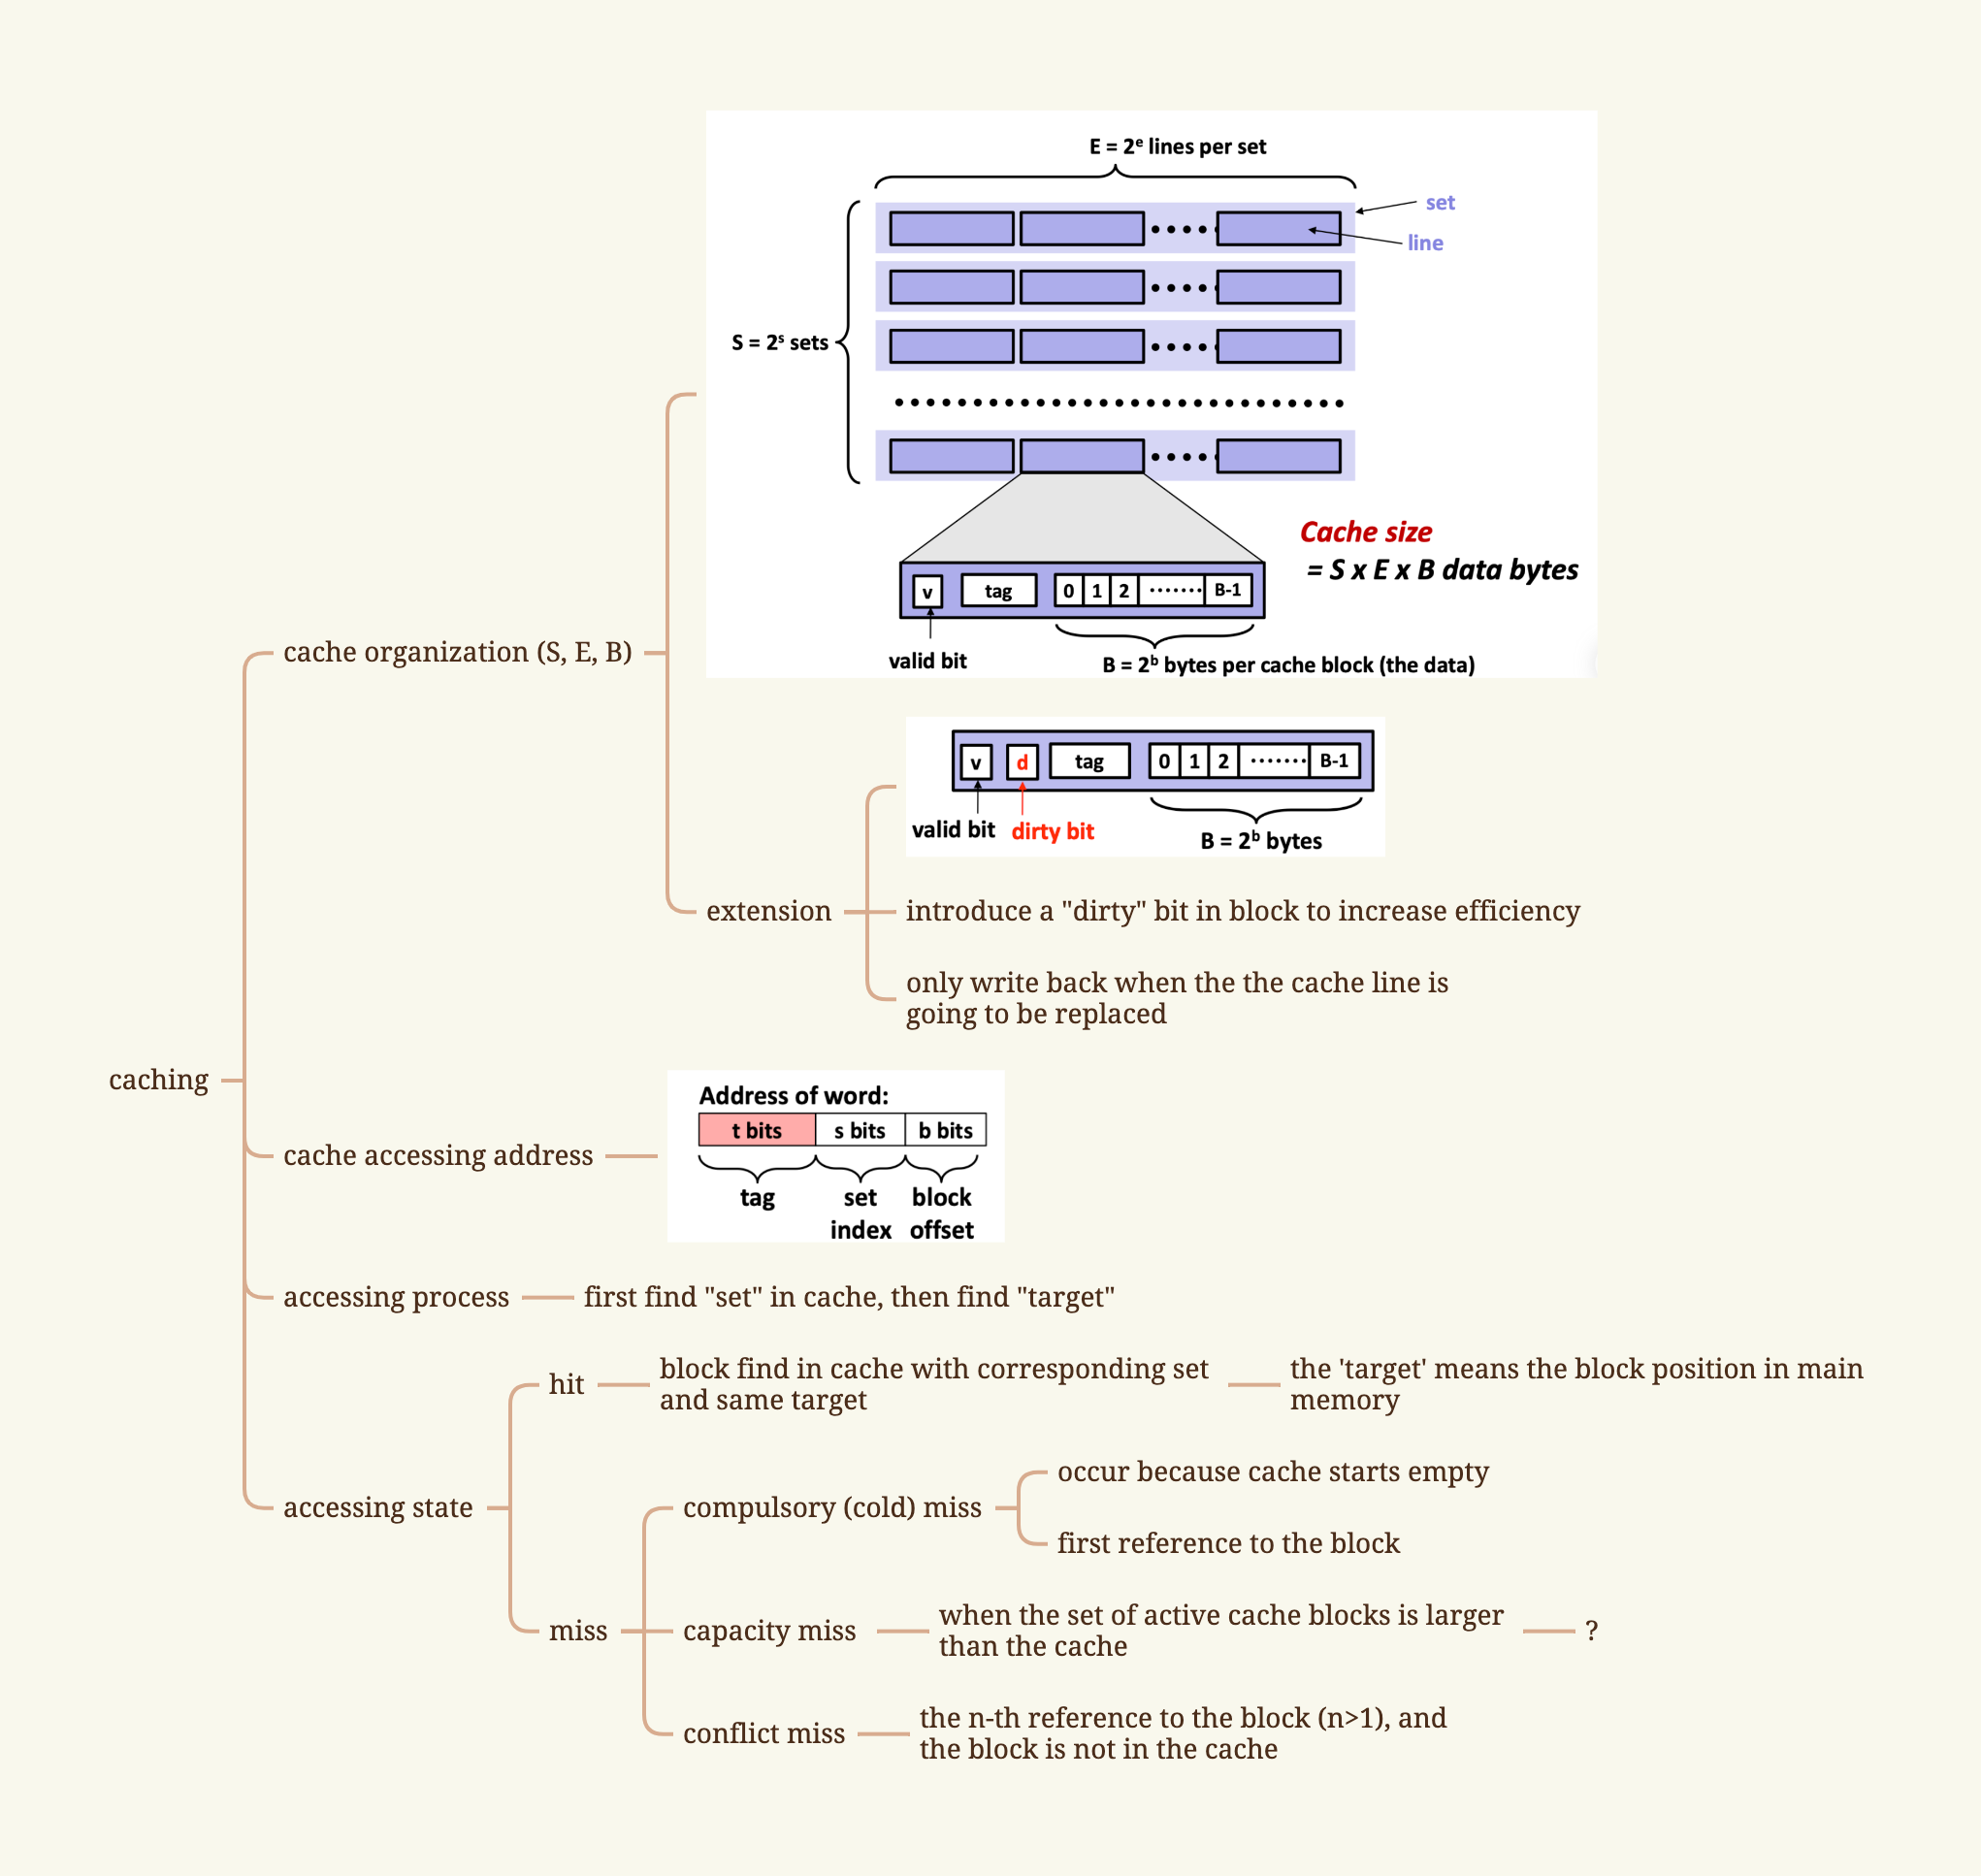 E = 2ᵉ lines per set
set
line
S = 2ˢ sets
Cache size
= S x E x B data bytes
v tag 0 1 2 ······· B-1
valid bit
B = 2ᵇ bytes per cache block (the data)
cache organization (S, E, B)
v d tag 0 1 2 ······· B-1
valid bit dirty bit
B = 2ᵇ bytes
extension
introduce a "dirty" bit in block to increase efficiency
only write back when the the cache line is
going to be replaced
caching
cache accessing address
Address of word:
t bits s bits b bits
tag set block
index offset
accessing process
first find "set" in cache, then find "target"
accessing state
hit
block find in cache with corresponding set
and same target
the 'target' means the block position in main
memory
miss
compulsory (cold) miss
occur because cache starts empty
first reference to the block
capacity miss
when the set of active cache blocks is larger
than the cache
?
conflict miss
the n-th reference to the block (n>1), and
the block is not in the cache